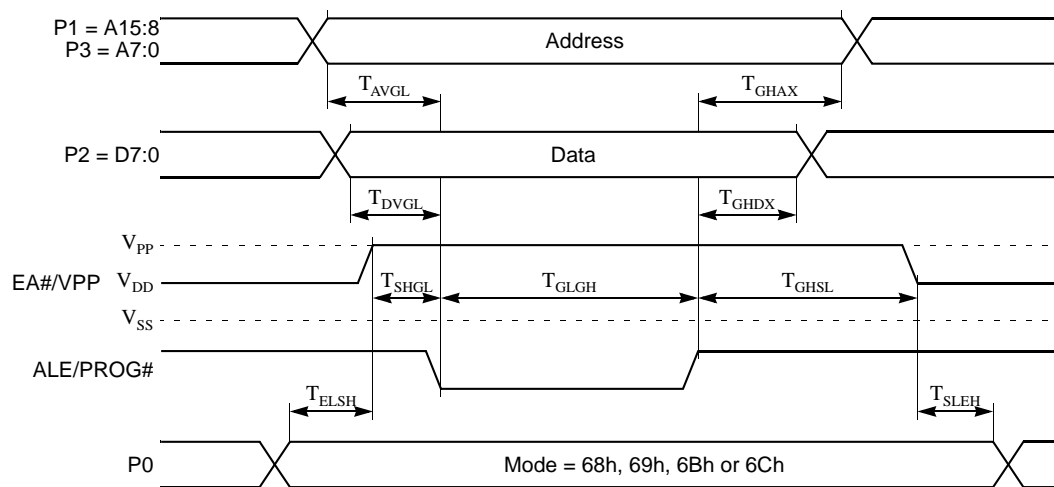 P1 = A15:8
P3 = A7:0
Address
TAVGL
TGHAX
P2 = D7:0
Data
TDVGL
TGHDX
VPP
EA#/VPP
VDD
TSHGL
TGLGH
TGHSL
VSS
ALE/PROG#
TELSH
TSLEH
P0
Mode = 68h, 69h, 6Bh or 6Ch